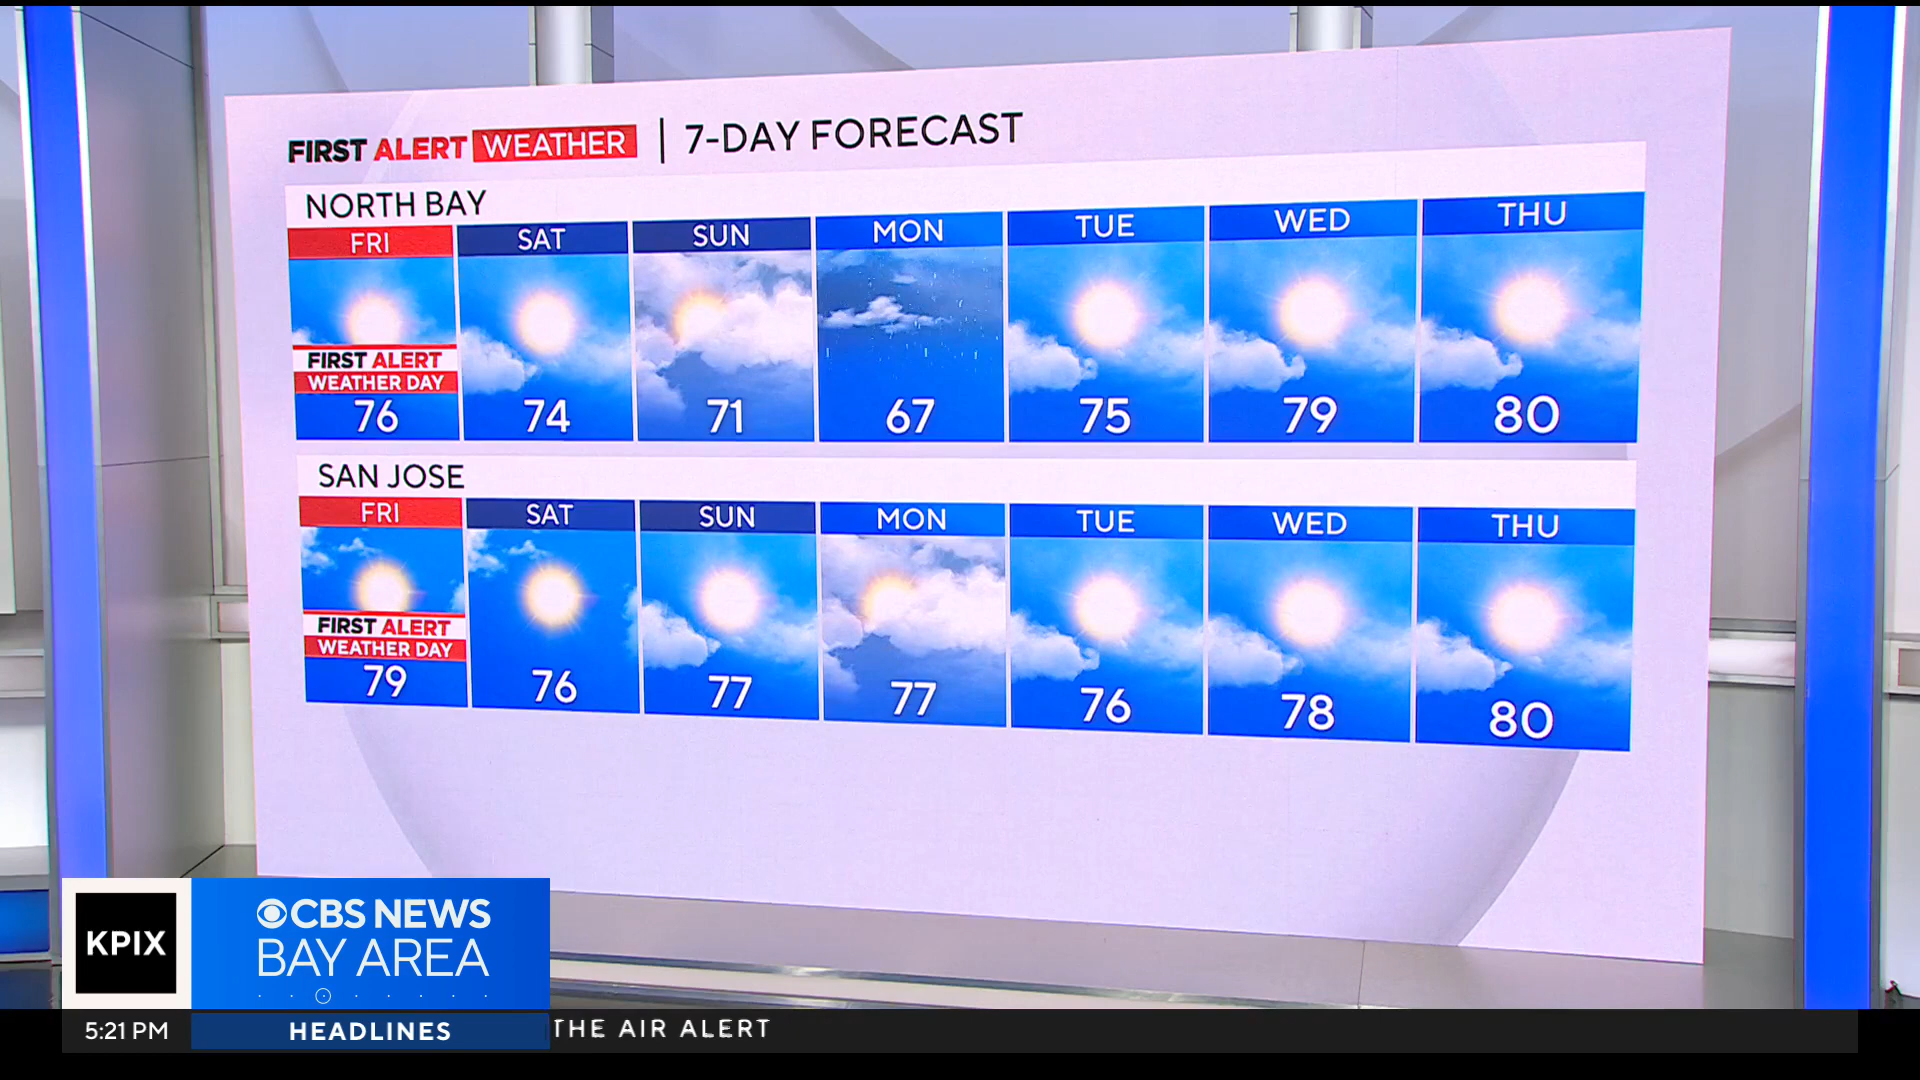 FIRST ALERT WEATHER | 7-DAY FORECAST
NORTH BAY
FRI SAT SUN MON TUE WED THU
FIRST ALERT
WEATHER DAY
76 74 71 67 75 79 80
SAN JOSE
FRI SAT SUN MON TUE WED THU
FIRST ALERT
WEATHER DAY
79 76 77 77 76 78 80
KPIX
CBS NEWS
BAY AREA
5:21 PM
HEADLINES
THE AIR ALERT